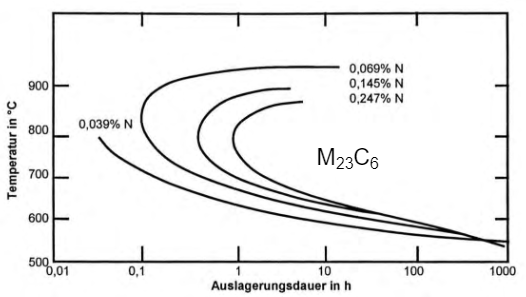 0,069% N
900
0,145% N
0,247% N
0,039% N
800
Temperatur in °C
M23C6
700
600
500
0,01
0,1
1
10
100
1000
Auslagerungsdauer in h